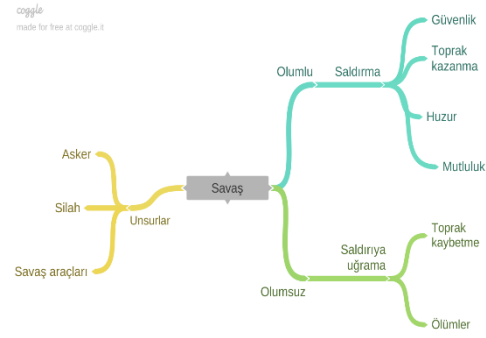 coggle
made for free at coggle.it
Güvenlik
Toprak
kazanma
Olumlu
Saldırma
Huzur
Mutluluk
Asker
Silah
Savaş araçları
Unsurlar
Savaş
Toprak
kaybetme
Saldırıya
uğrama
Olumsuz
Ölümler